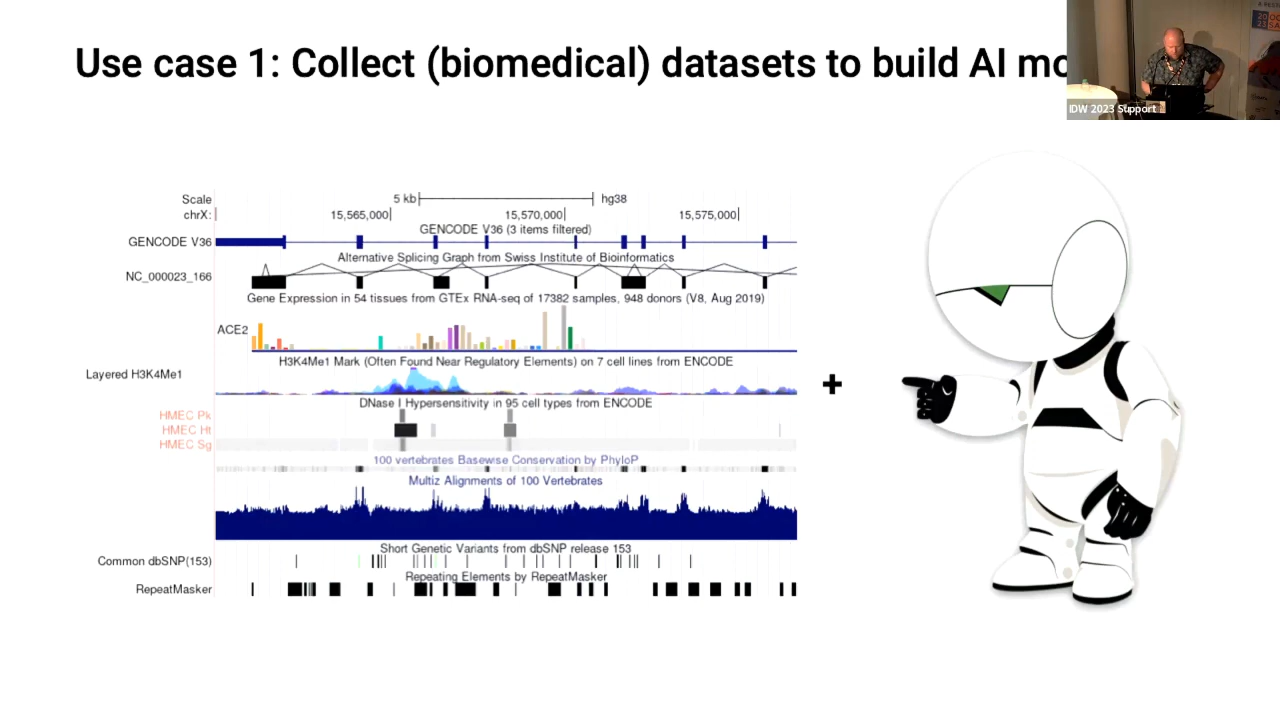 Use case 1: Collect (biomedical) datasets to build AI mo
IDW 2023 Support
Scale
5 kb
hg38
chrX:
15,565,000
15,570,000
15,575,000
GENCODE V36 (3 items filtered)
GENCODE V36
Alternative Splicing Graph from Swiss Institute of Bioinformatics
NC_000023_166
Gene Expression in 54 tissues from GTEx RNA-seq of 17382 samples, 948 donors (V8, Aug 2019)
ACE2
H3K4Me1 Mark (Often Found Near Regulatory Elements) on 7 cell lines from ENCODE
Layered H3K4Me1
DNase I Hypersensitivity in 95 cell types from ENCODE
HMEC Pk
HMEC Ht
HMEC Sg
100 vertebrates Basewise Conservation by PhyloP
Multiz Alignments of 100 Vertebrates
Short Genetic Variants from dbSNP release 153
Common dbSNP(153)
Repeating Elements by RepeatMasker
RepeatMasker
+